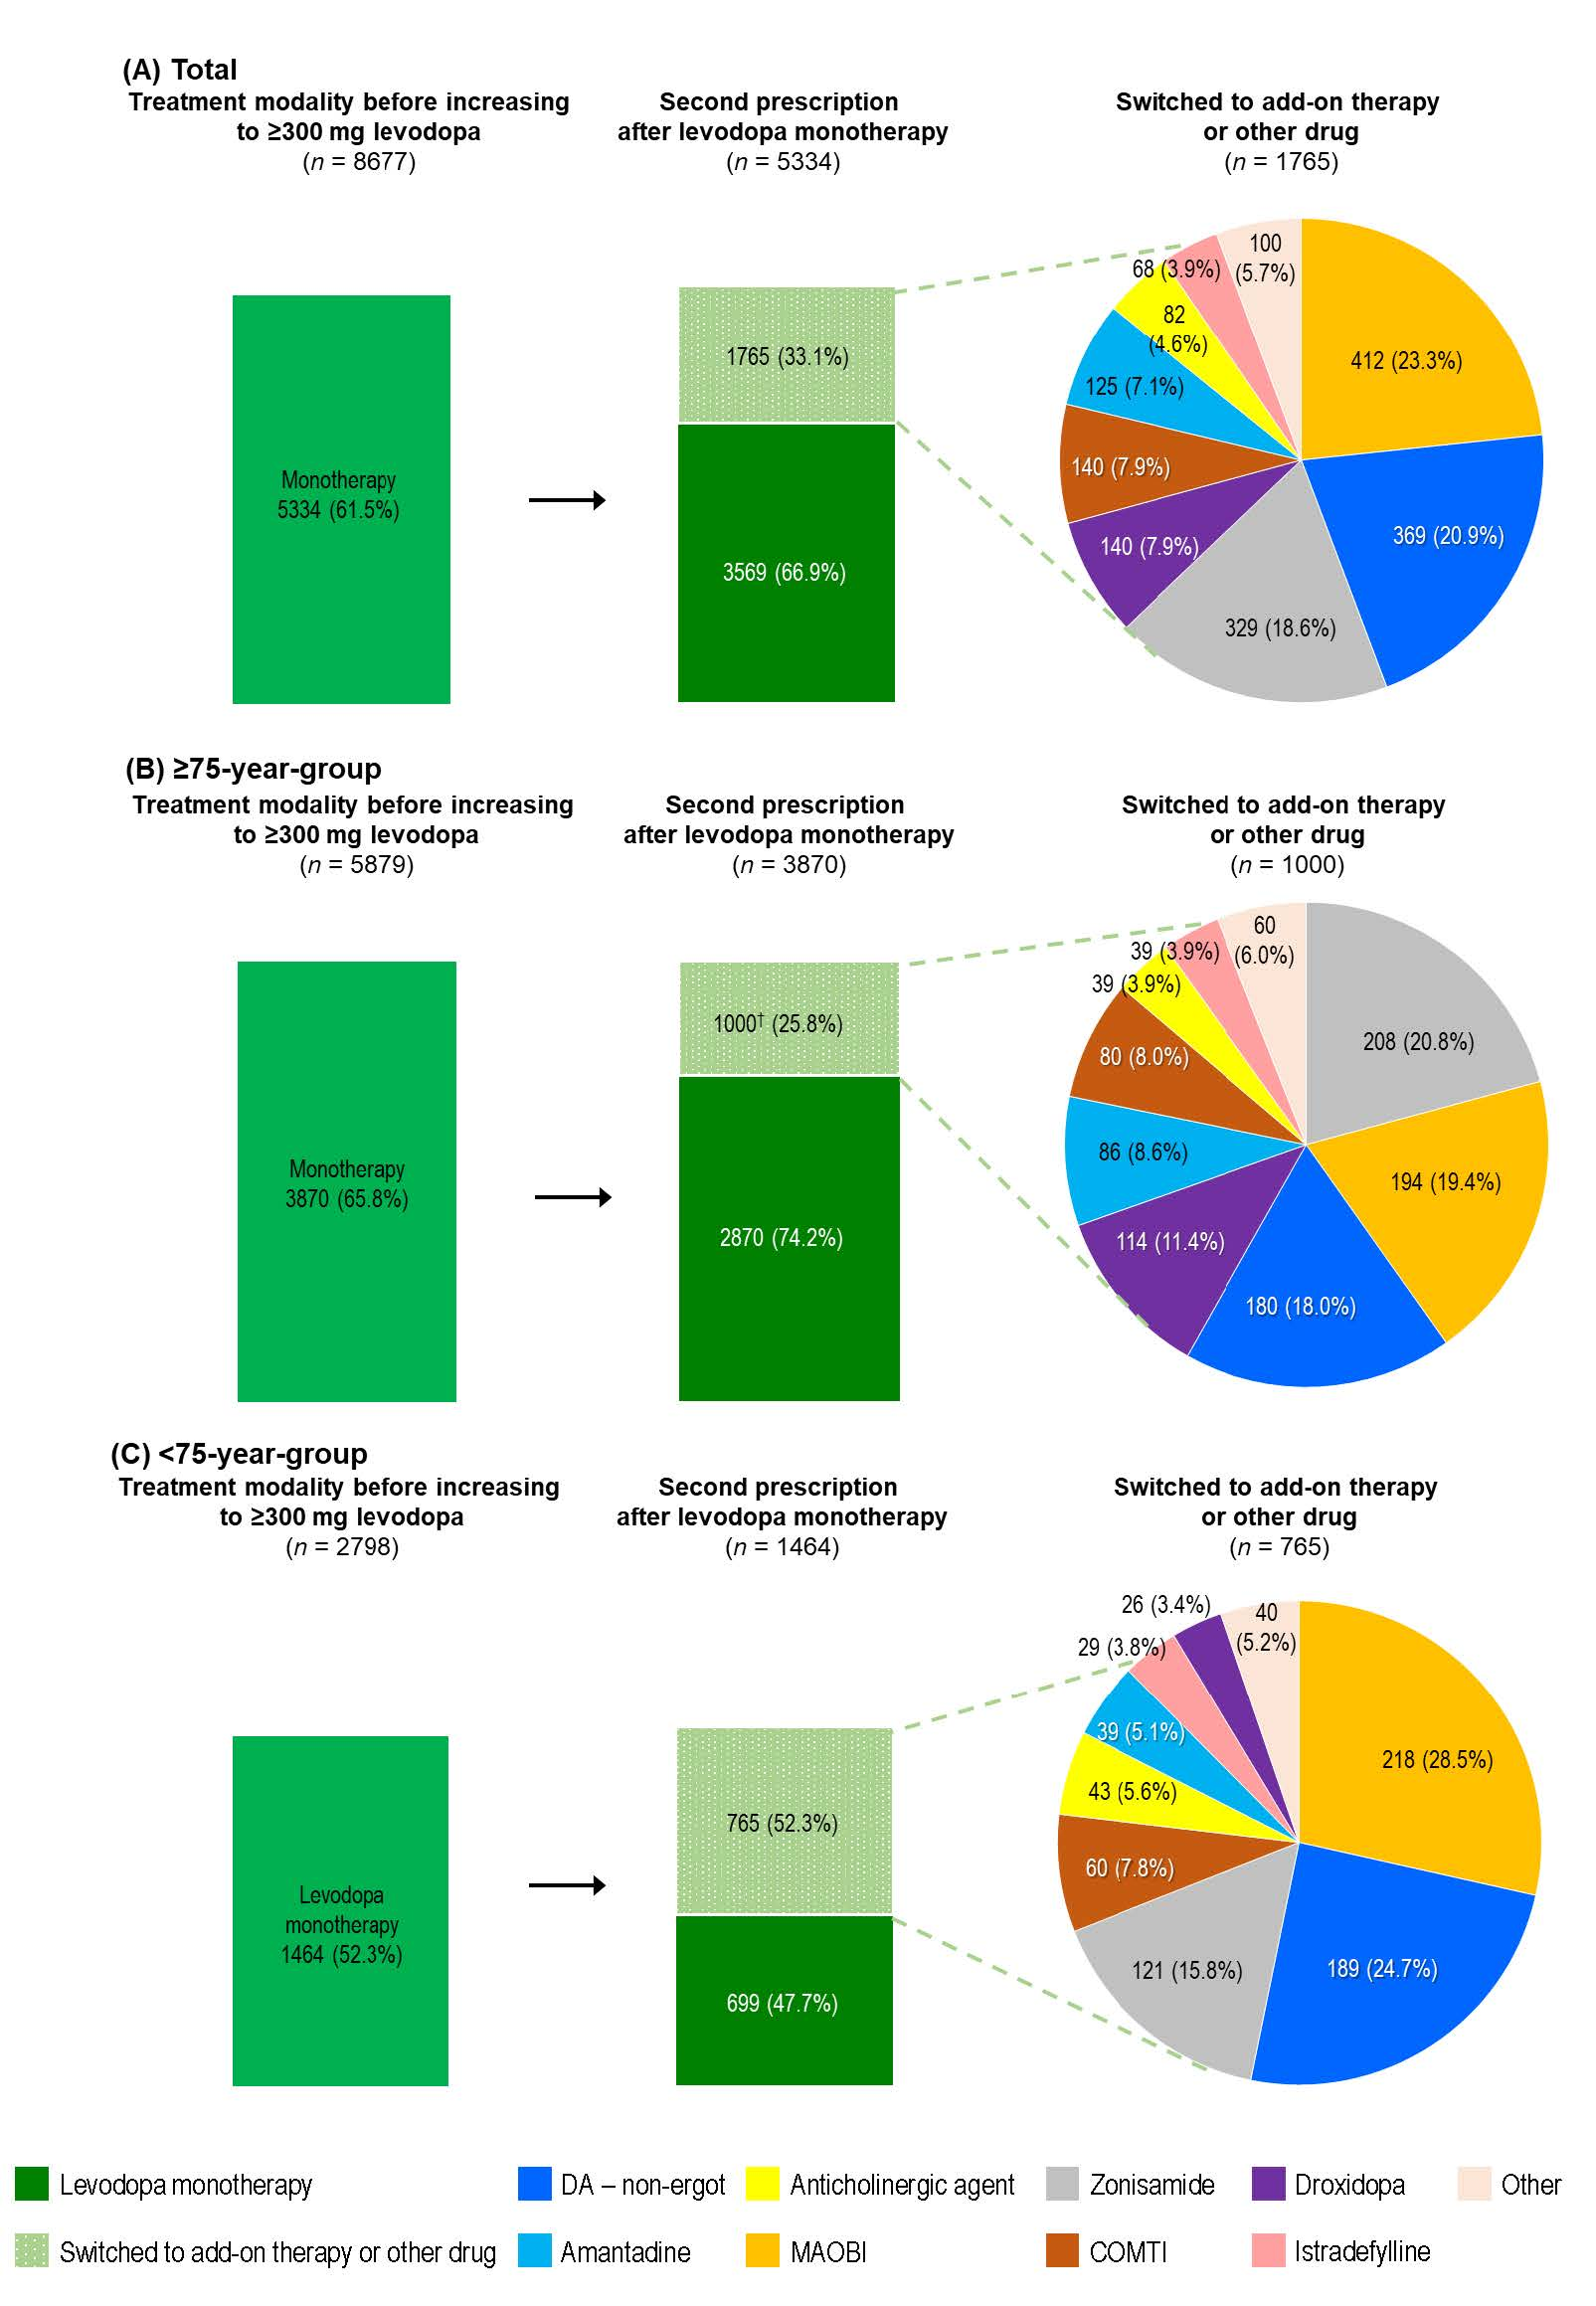 (A) Total
Treatment modality before increasing
to ≥300 mg levodopa
(n = 8677)
Second prescription
after levodopa monotherapy
(n = 5334)
Switched to add-on therapy
or other drug
(n = 1765)
Monotherapy
5334 (61.5%)
1765 (33.1%)
3569 (66.9%)
100
(5.7%)
68 (3.9%)
82
(4.6%)
125 (7.1%)
140 (7.9%)
140 (7.9%)
329 (18.6%)
369 (20.9%)
412 (23.3%)
(B) ≥75-year-group
Treatment modality before increasing
to ≥300 mg levodopa
(n = 5879)
Second prescription
after levodopa monotherapy
(n = 3870)
Switched to add-on therapy
or other drug
(n = 1000)
Monotherapy
3870 (65.8%)
1000† (25.8%)
2870 (74.2%)
60
(6.0%)
39 (3.9%)
39 (3.9%)
80 (8.0%)
86 (8.6%)
114 (11.4%)
180 (18.0%)
194 (19.4%)
208 (20.8%)
(C) <75-year-group
Treatment modality before increasing
to ≥300 mg levodopa
(n = 2798)
Second prescription
after levodopa monotherapy
(n = 1464)
Switched to add-on therapy
or other drug
(n = 765)
Levodopa
monotherapy
1464 (52.3%)
765 (52.3%)
699 (47.7%)
40
(5.2%)
26 (3.4%)
29 (3.8%)
39 (5.1%)
43 (5.6%)
60 (7.8%)
121 (15.8%)
189 (24.7%)
218 (28.5%)
Levodopa monotherapy
DA – non-ergot
Anticholinergic agent
Zonisamide
Droxidopa
Other
Switched to add-on therapy or other drug
Amantadine
MAOBI
COMTI
Istradefylline